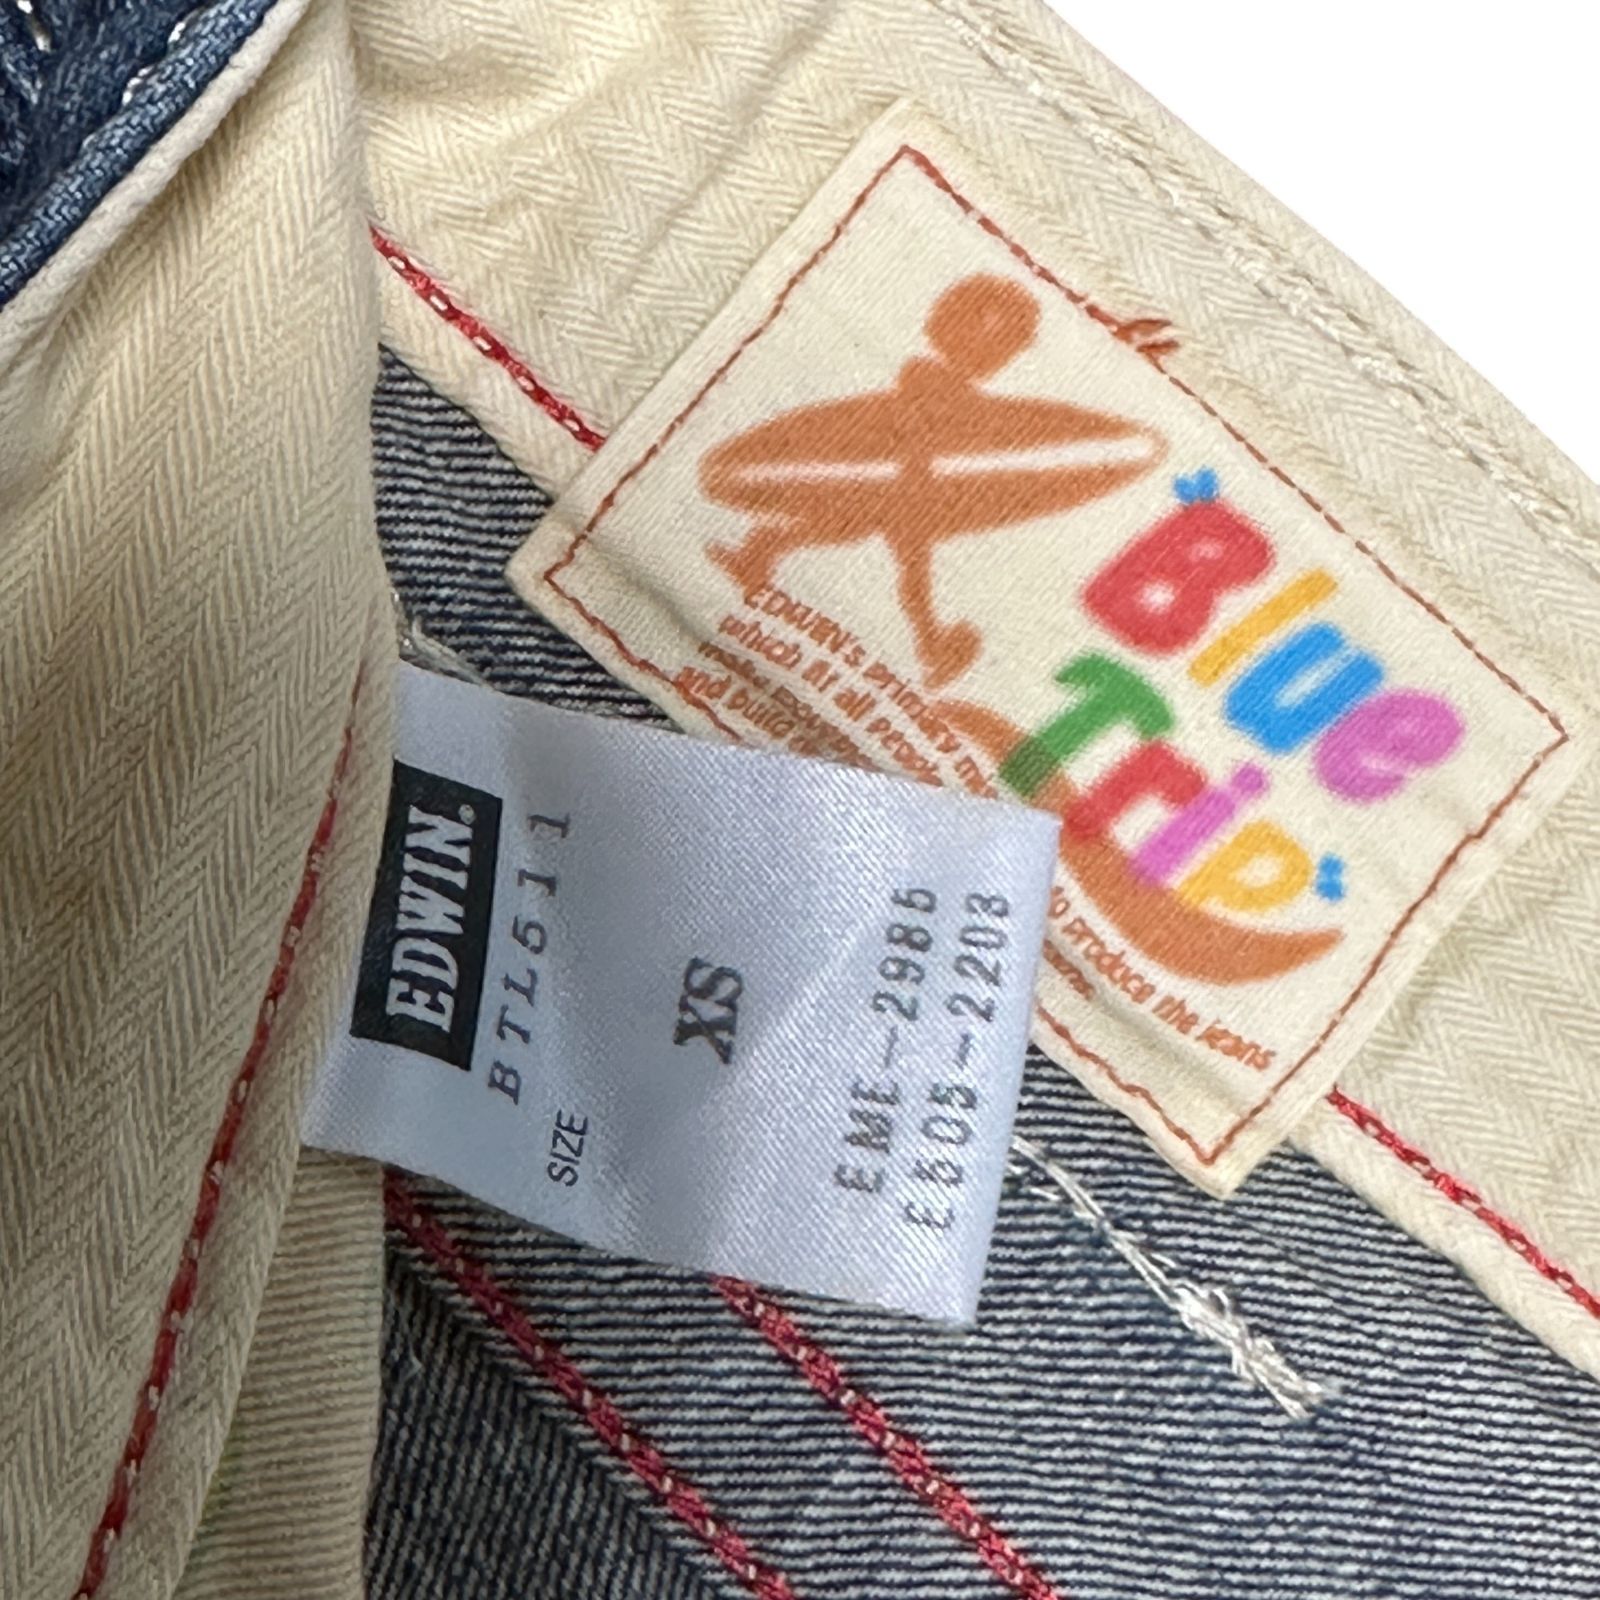 Blue
Trip
EDWIN's primary
which fit all people
and build
to produce the jeans
EDWIN®
BTL511
SIZE
XS
EME-2985
E605-2203